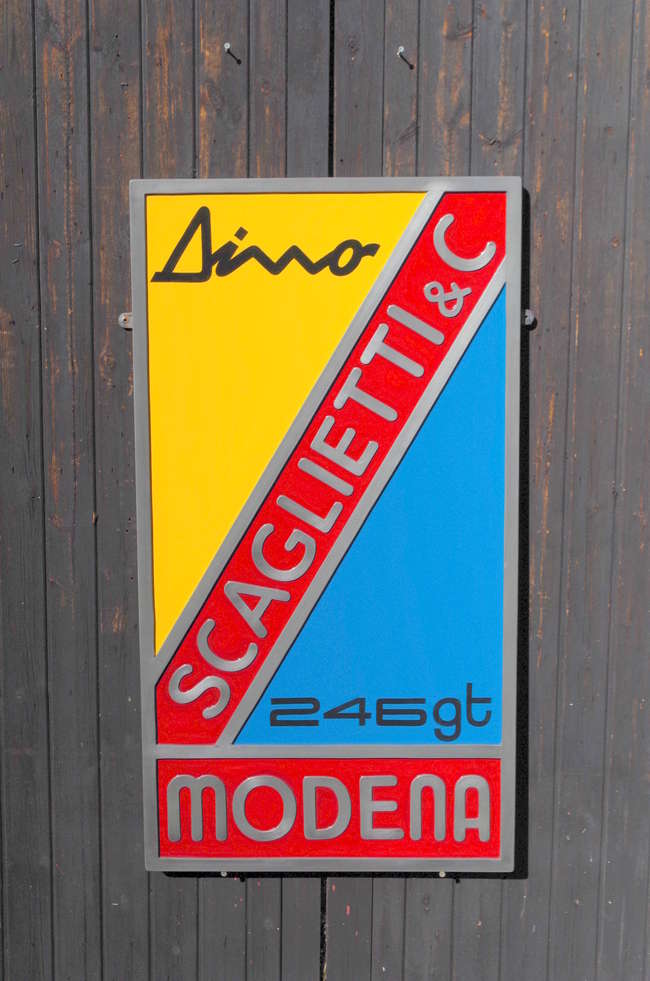 Dino
SCAGLIETTI & C
246gt
MODENA